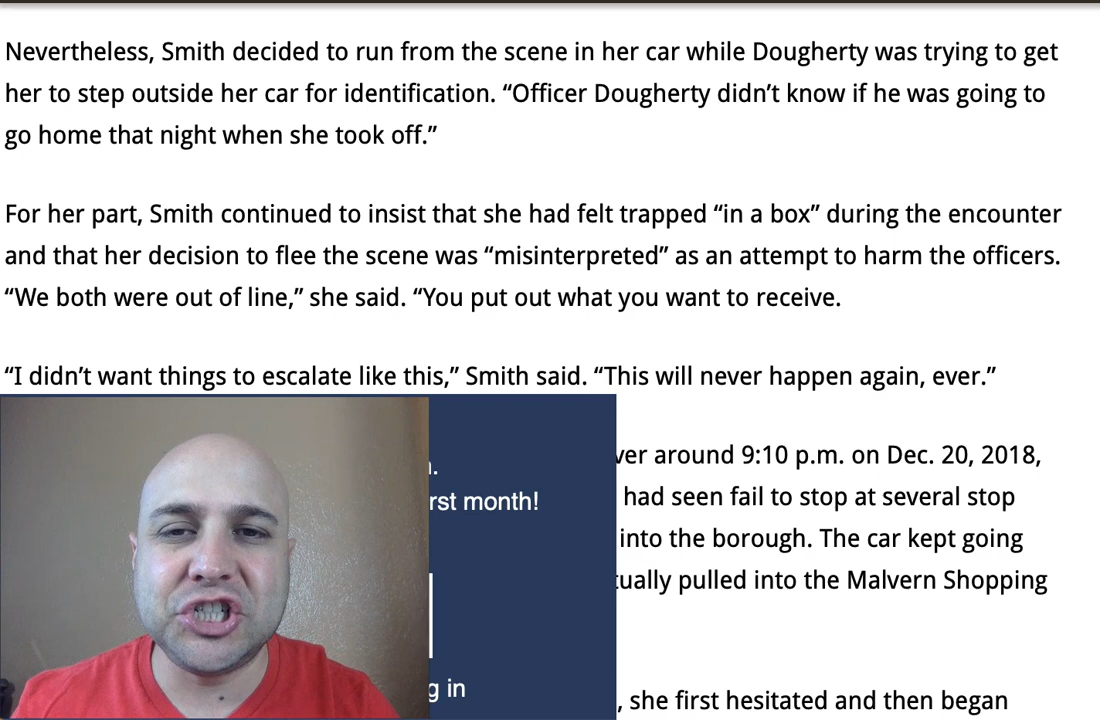 Nevertheless, Smith decided to run from the scene in her car while Dougherty was trying to get
her to step outside her car for identification. “Officer Dougherty didn’t know if he was going to
go home that night when she took off.”
For her part, Smith continued to insist that she had felt trapped “in a box” during the encounter
and that her decision to flee the scene was “misinterpreted” as an attempt to harm the officers.
“We both were out of line,” she said. “You put out what you want to receive.
“I didn’t want things to escalate like this,” Smith said. “This will never happen again, ever.”
around 9:10 p.m. on Dec. 20, 2018,
month!
had seen fail to stop at several stop
into the borough. The car kept going
pulled into the Malvern Shopping
in
, she first hesitated and then began